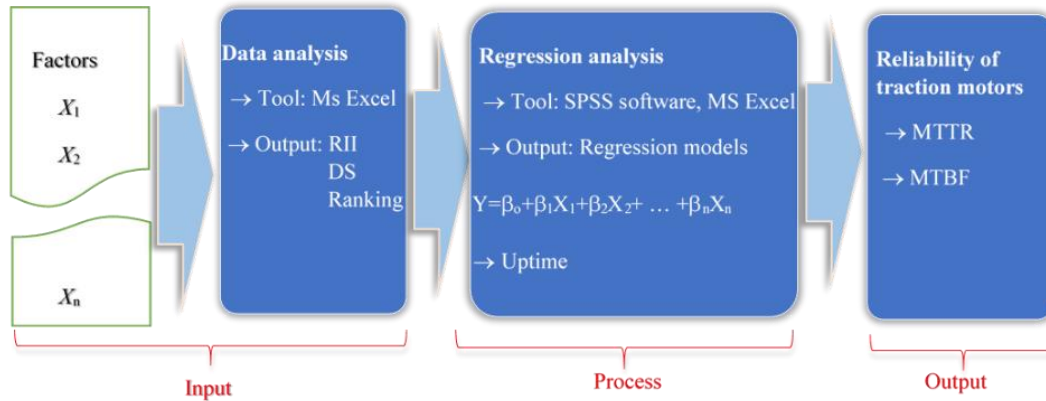 Factors
X₁
X₂
Xₙ
Data analysis
→ Tool: Ms Excel
→ Output: RII
DS
Ranking
Regression analysis
→ Tool: SPSS software, MS Excel
→ Output: Regression models
Y=βₒ+β₁X₁+β₂X₂+ … +βₙXₙ
→ Uptime
Reliability of
traction motors
→ MTTR
→ MTBF
Input
Process
Output